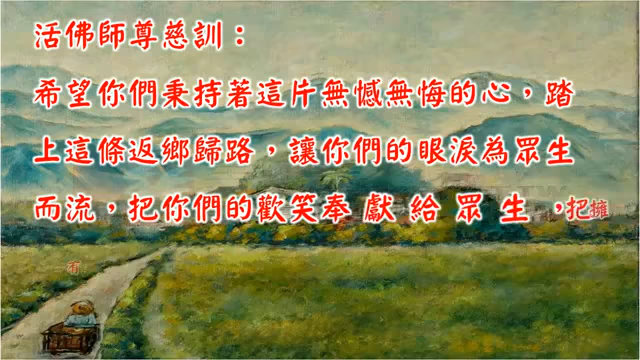 活佛師尊慈訓：
希望你們秉持著這片無憾無悔的心，踏
上這條返鄉歸路，讓你們的眼淚為眾生
而流，把你們的歡笑奉獻給眾生，把擁
有